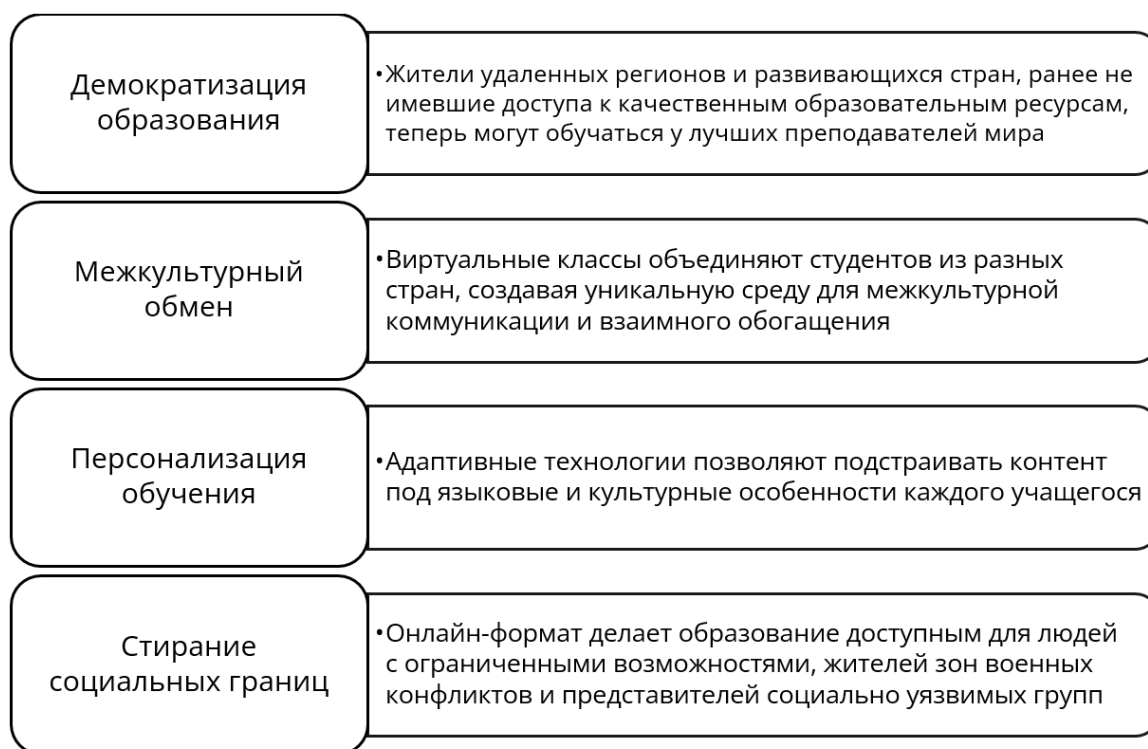 Демократизация
образования
•Жители удаленных регионов и развивающихся стран, ранее не
имевшие доступа к качественным образовательным ресурсам,
теперь могут обучаться у лучших преподавателей мира
Межкультурный
обмен
•Виртуальные классы объединяют студентов из разных
стран, создавая уникальную среду для межкультурной
коммуникации и взаимного обогащения
Персонализация
обучения
•Адаптивные технологии позволяют подстраивать контент
под языковые и культурные особенности каждого учащегося
Стирание
социальных границ
•Онлайн-формат делает образование доступным для людей
с ограниченными возможностями, жителей зон военных
конфликтов и представителей социально уязвимых групп